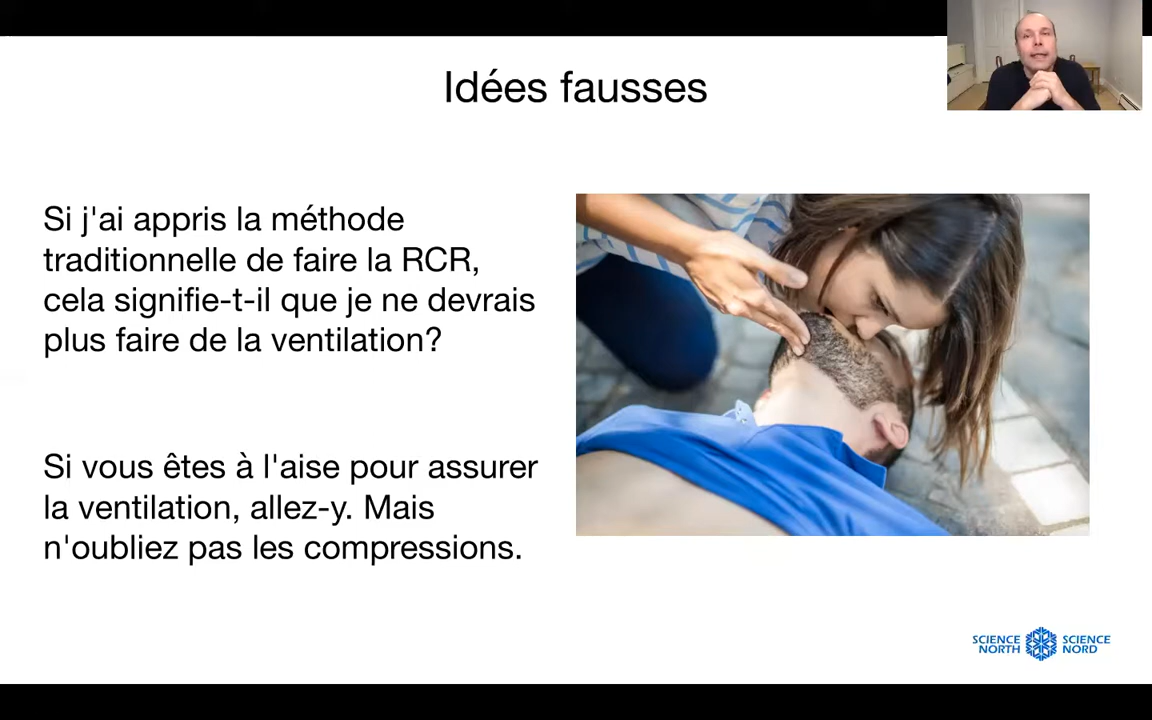 Idées fausses
Si j'ai appris la méthode
traditionnelle de faire la RCR,
cela signifie-t-il que je ne devrais
plus faire de la ventilation?
Si vous êtes à l'aise pour assurer
la ventilation, allez-y. Mais
n'oubliez pas les compressions.
SCIENCE
NORTH
SCIENCE
NORD